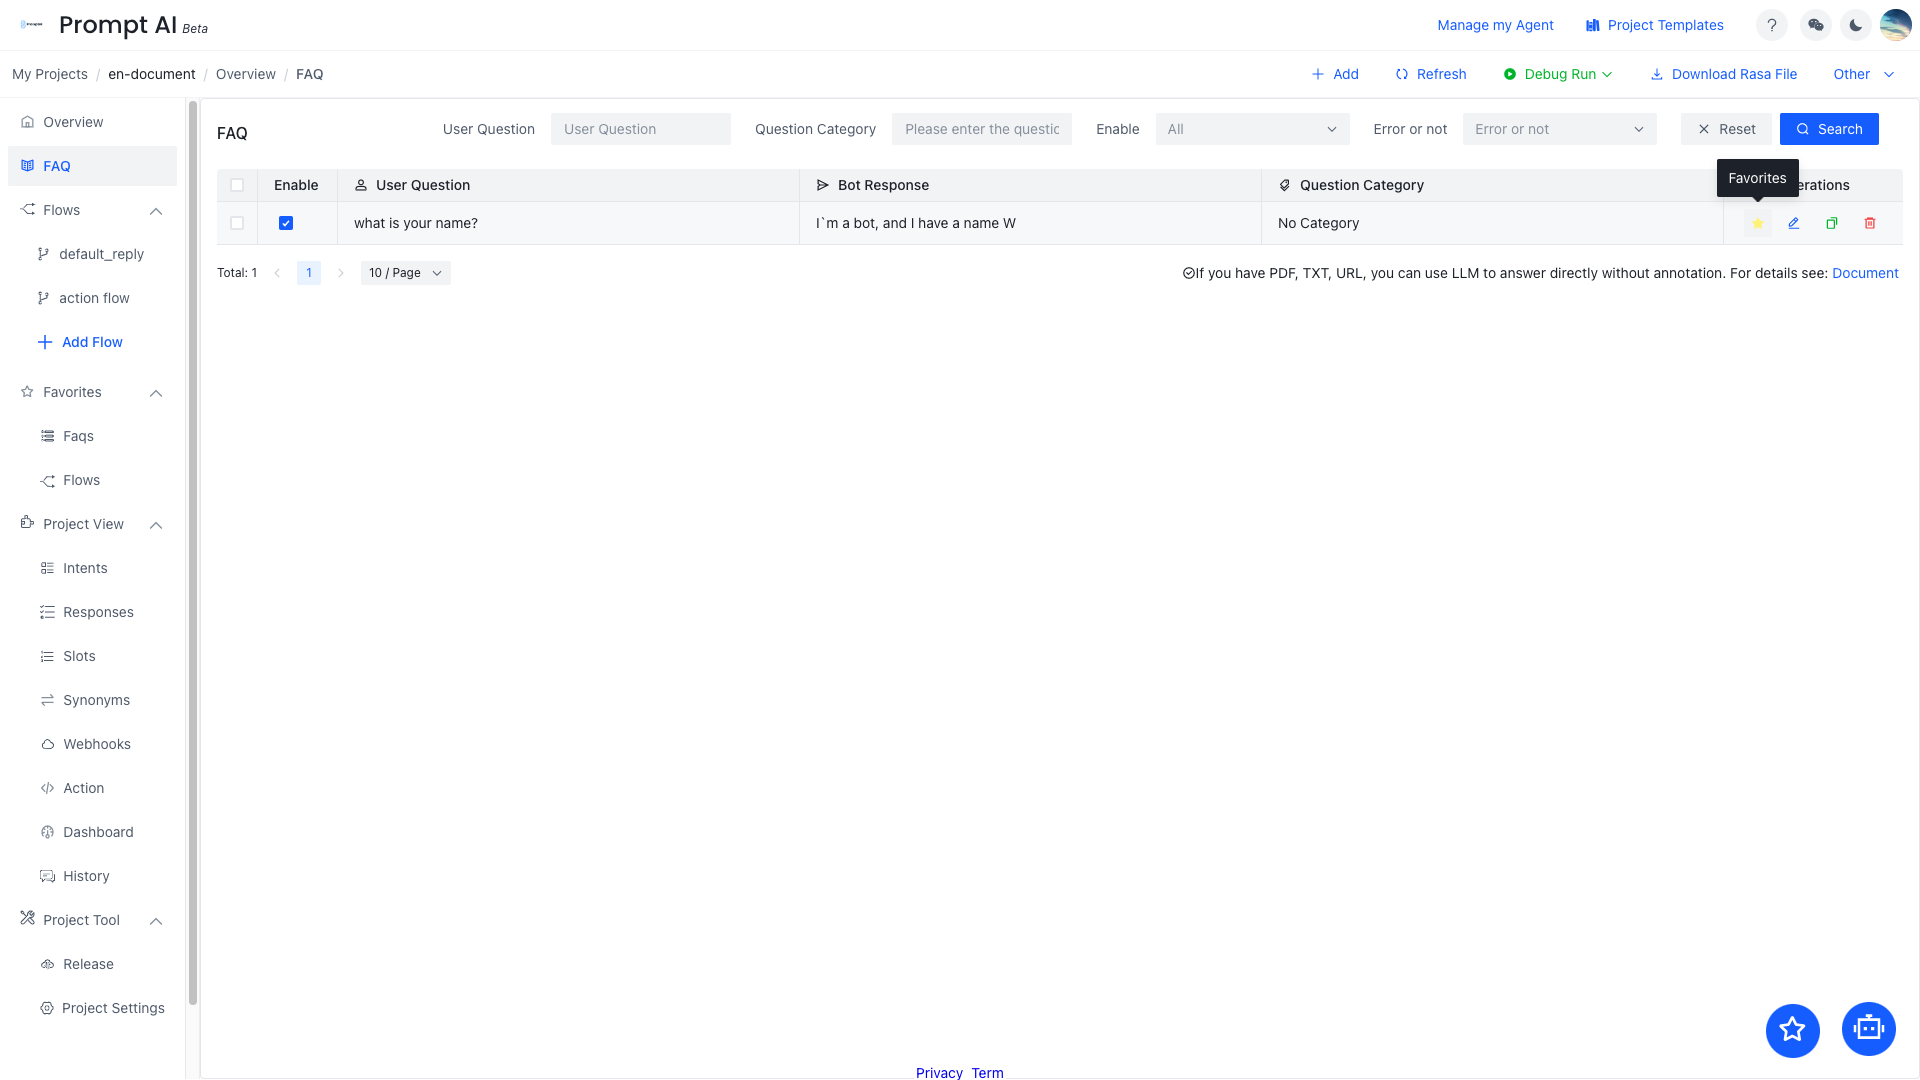 Prompt AI Beta
Manage my Agent
Project Templates
My Projects / en-document / Overview / FAQ
Add
Refresh
Debug Run
Download Rasa File
Other
Overview
FAQ
Flows
default_reply
action flow
Add Flow
Favorites
Faqs
Flows
Project View
Intents
Responses
Slots
Synonyms
Webhooks
Action
Dashboard
History
Project Tool
Release
Project Settings
FAQ
User Question
User Question
Question Category
Please enter the questic
Enable
All
Error or not
Error or not
Reset
Search
Favorites
Enable
User Question
Bot Response
Question Category
erations
what is your name?
I`m a bot, and I have a name W
No Category
Total: 1
1
10 / Page
If you have PDF, TXT, URL, you can use LLM to answer directly without annotation. For details see: Document
Privacy Term